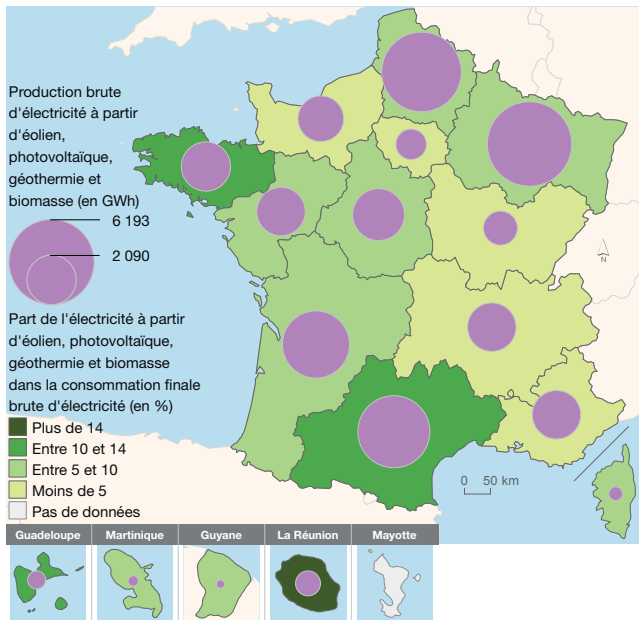 Production brute
d'électricité à partir
d'éolien,
photovoltaïque,
géothermie et
biomasse (en GWh)
6 193
2 090
Part de l'électricité à partir
d'éolien, photovoltaïque,
géothermie et biomasse
dans la consommation finale
brute d'électricité (en %)
Plus de 14
Entre 10 et 14
Entre 5 et 10
Moins de 5
Pas de données
N
0 50 km
Guadeloupe Martinique Guyane La Réunion Mayotte